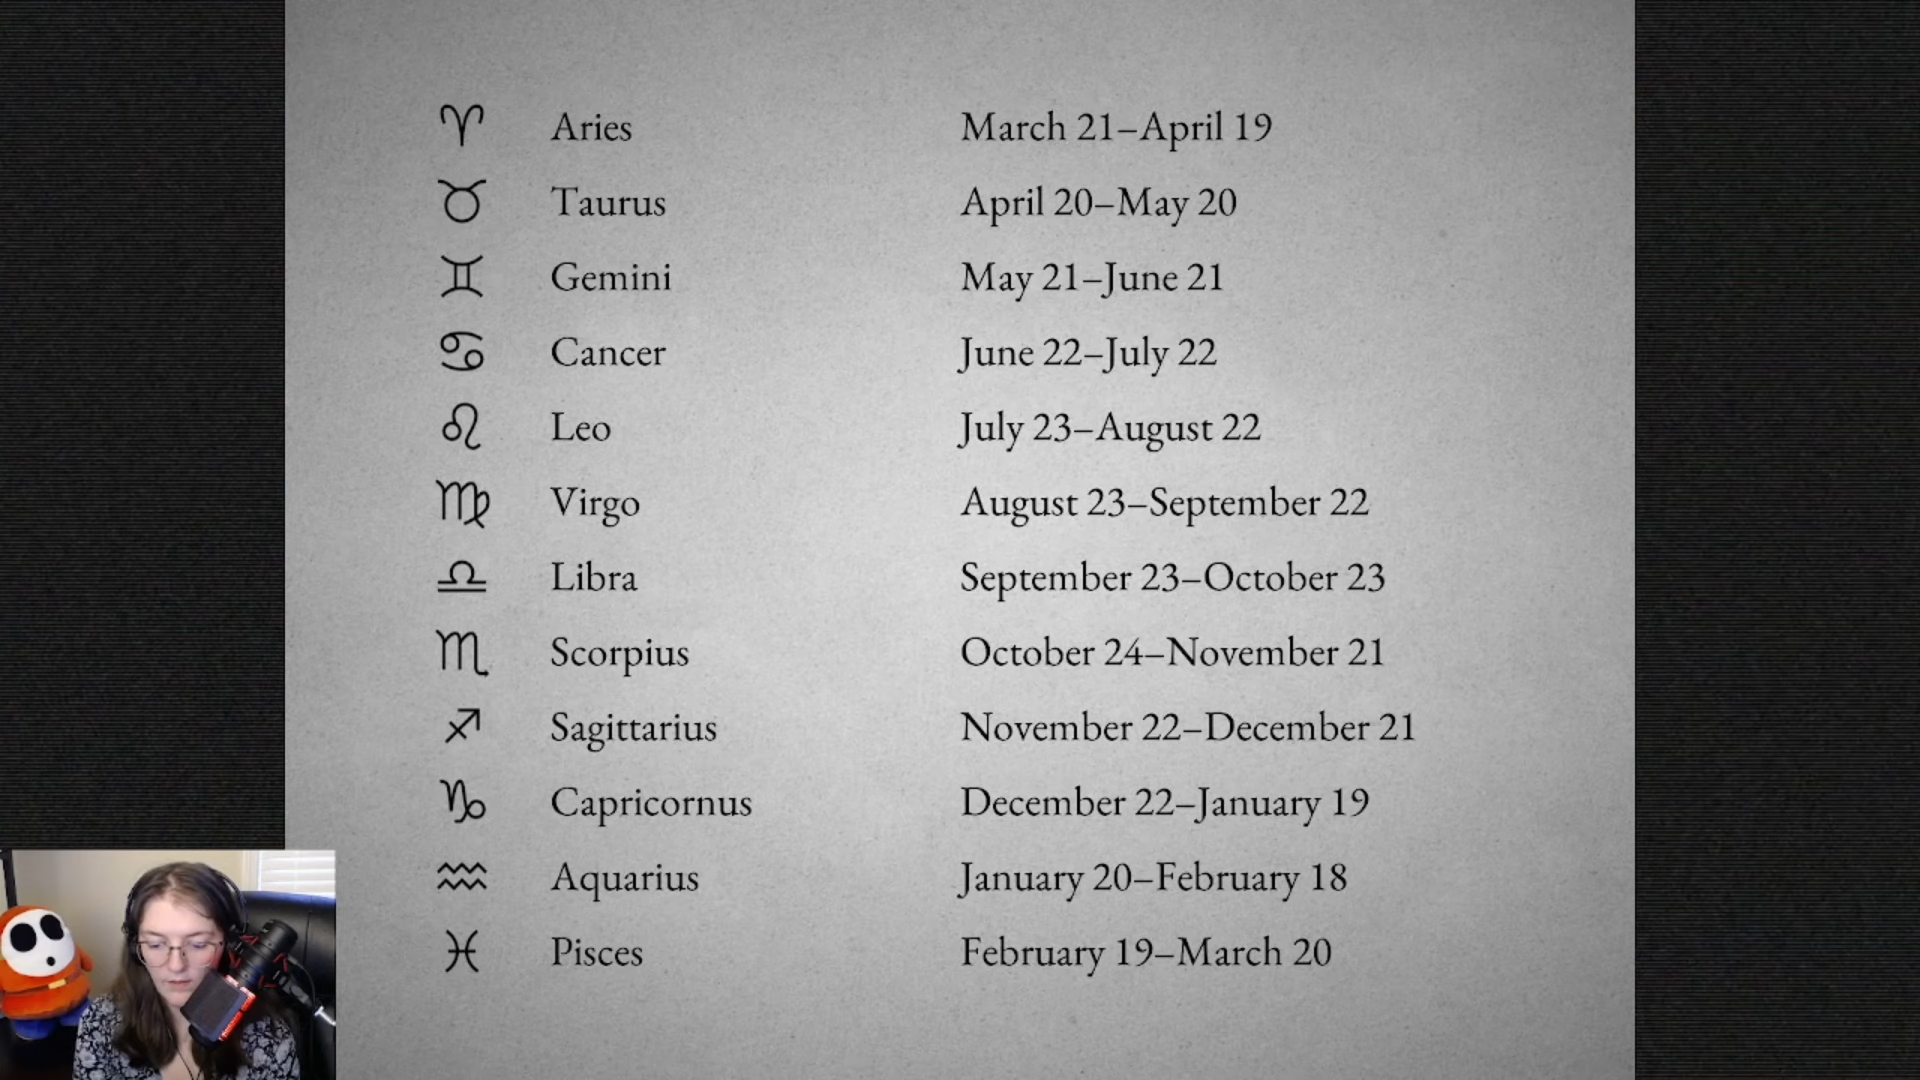 ♈ Aries March 21–April 19
♉ Taurus April 20–May 20
♊ Gemini May 21–June 21
♋ Cancer June 22–July 22
♌ Leo July 23–August 22
♍ Virgo August 23–September 22
♎ Libra September 23–October 23
♏ Scorpius October 24–November 21
♐ Sagittarius November 22–December 21
♑ Capricornus December 22–January 19
♒ Aquarius January 20–February 18
♓ Pisces February 19–March 20